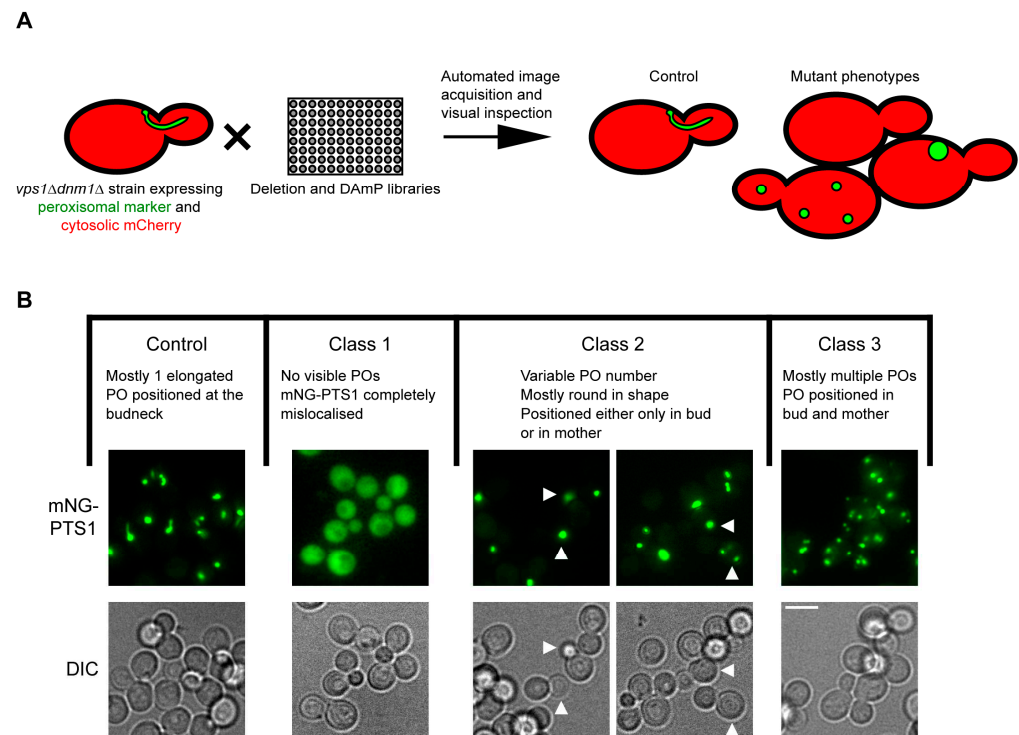 A
Automated image
acquisition and
visual inspection
Control
Mutant phenotypes
vps1Δdnm1Δ strain expressing
peroxisomal marker and
cytosolic mCherry
Deletion and DAmP libraries
B
Control
Mostly 1 elongated
PO positioned at the
budneck
Class 1
No visible POs
mNG-PTS1 completely
mislocalised
Class 2
Variable PO number
Mostly round in shape
Positioned either only in bud
or in mother
Class 3
Mostly multiple POs
PO positioned in
bud and mother
mNG-
PTS1
DIC